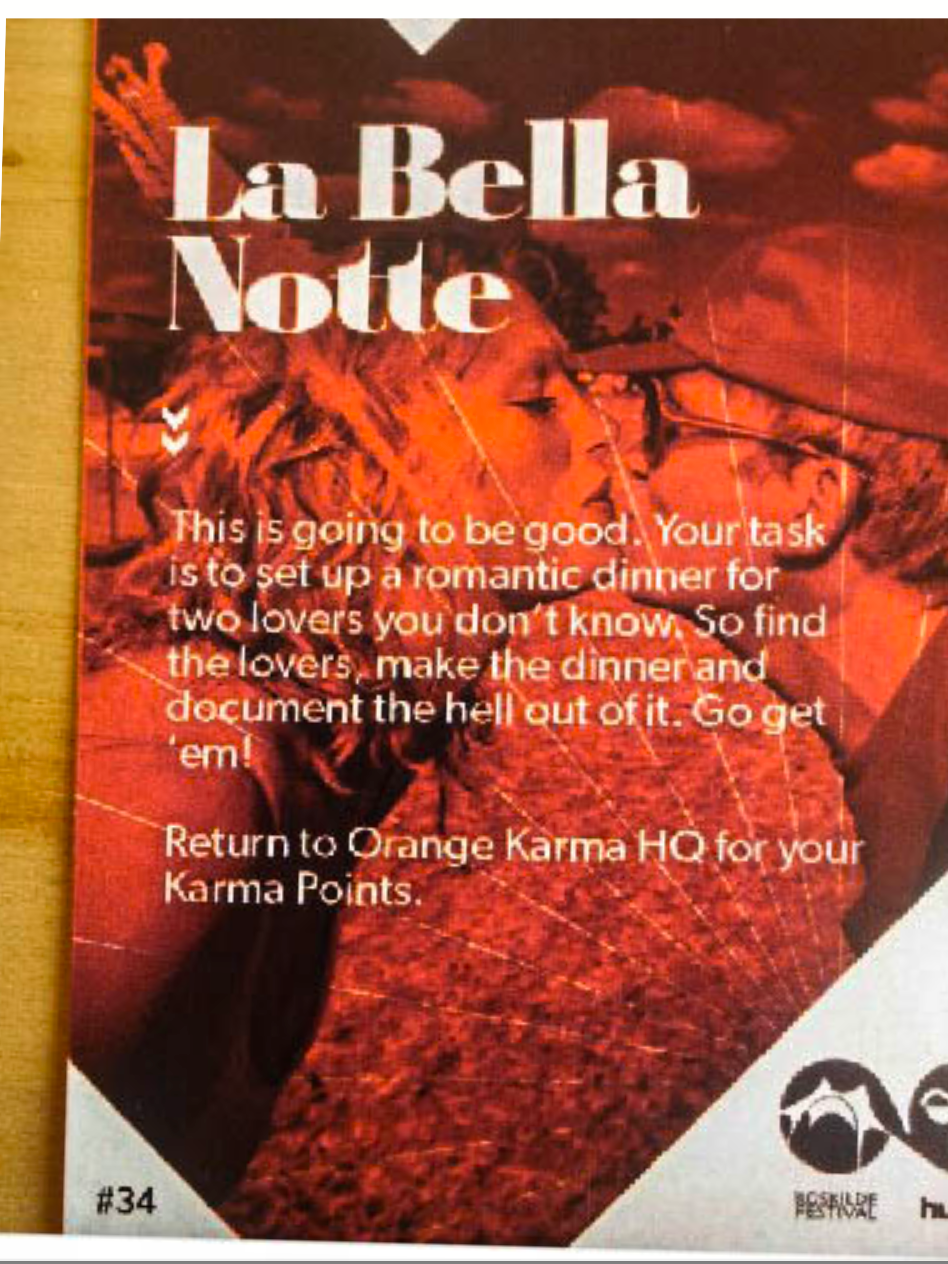 La Bella
Notte
This is going to be good. Your task
is to set up a romantic dinner for
two lovers you don't know. So find
the lovers, make the dinner and
document the hell out of it. Go get
‘em!
Return to Orange Karma HQ for your
Karma Points.
#34
ROSKILDE
FESTIVAL